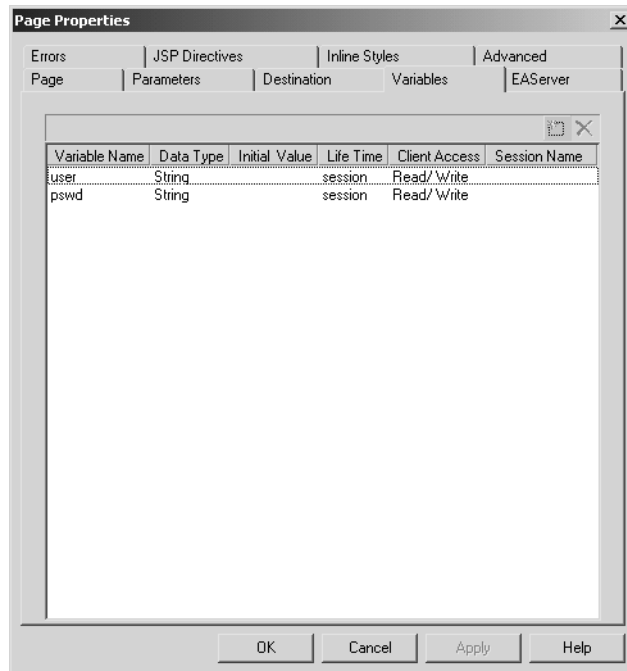 Page Properties
Errors JSP Directives Inline Styles Advanced
Page Parameters Destination Variables EAServer
Variable Name Data Type Initial Value Life Time Client Access Session Name
user String session Read/ Write
pswd String session Read/ Write
OK Cancel Apply Help